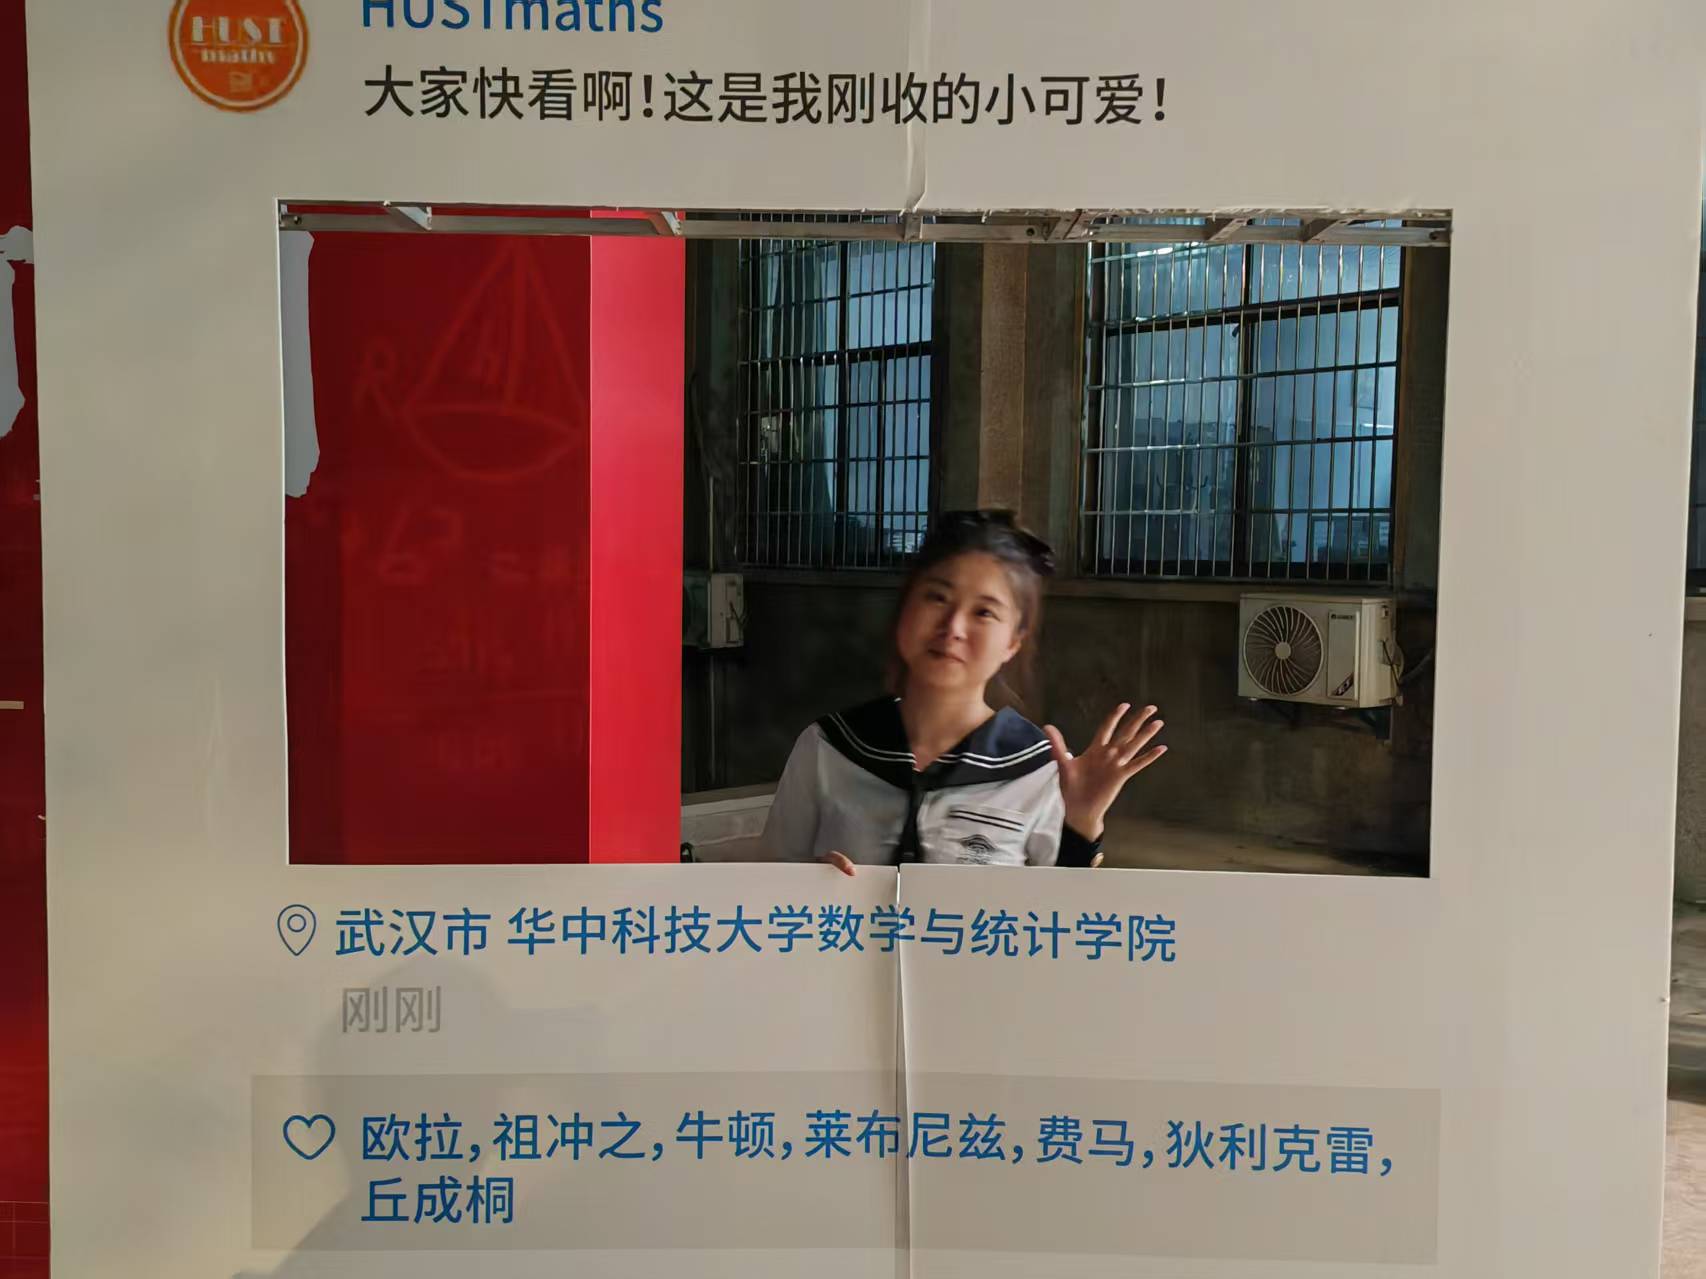 HUST
maths
HUSTmaths
大家快看啊！这是我刚收的小可爱！
武汉市 华中科技大学数学与统计学院
刚刚
欧拉，祖冲之，牛顿，莱布尼兹，费马，狄利克雷，
丘成桐